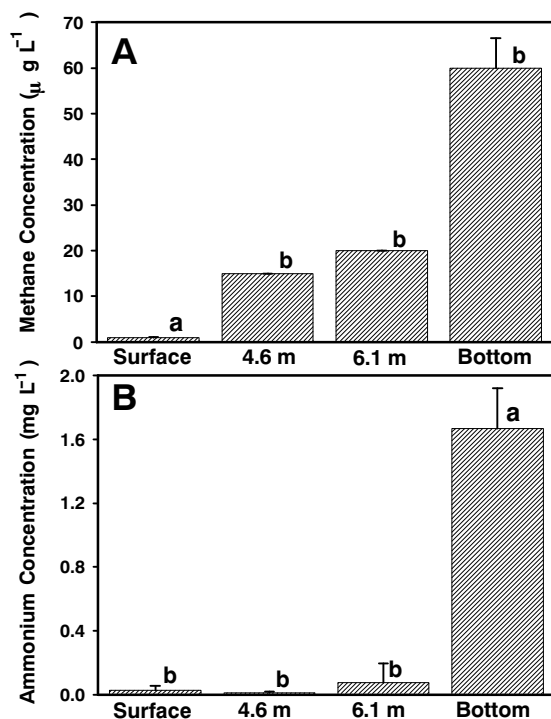 A
Methane Concentration (μ g L⁻¹)
70
60
50
40
30
20
10
0
a
b
b
b
Surface 4.6 m 6.1 m Bottom
B
Ammonium Concentration (mg L⁻¹)
2.0
1.6
1.2
0.8
0.4
0.0
b
b
b
a
Surface 4.6 m 6.1 m Bottom